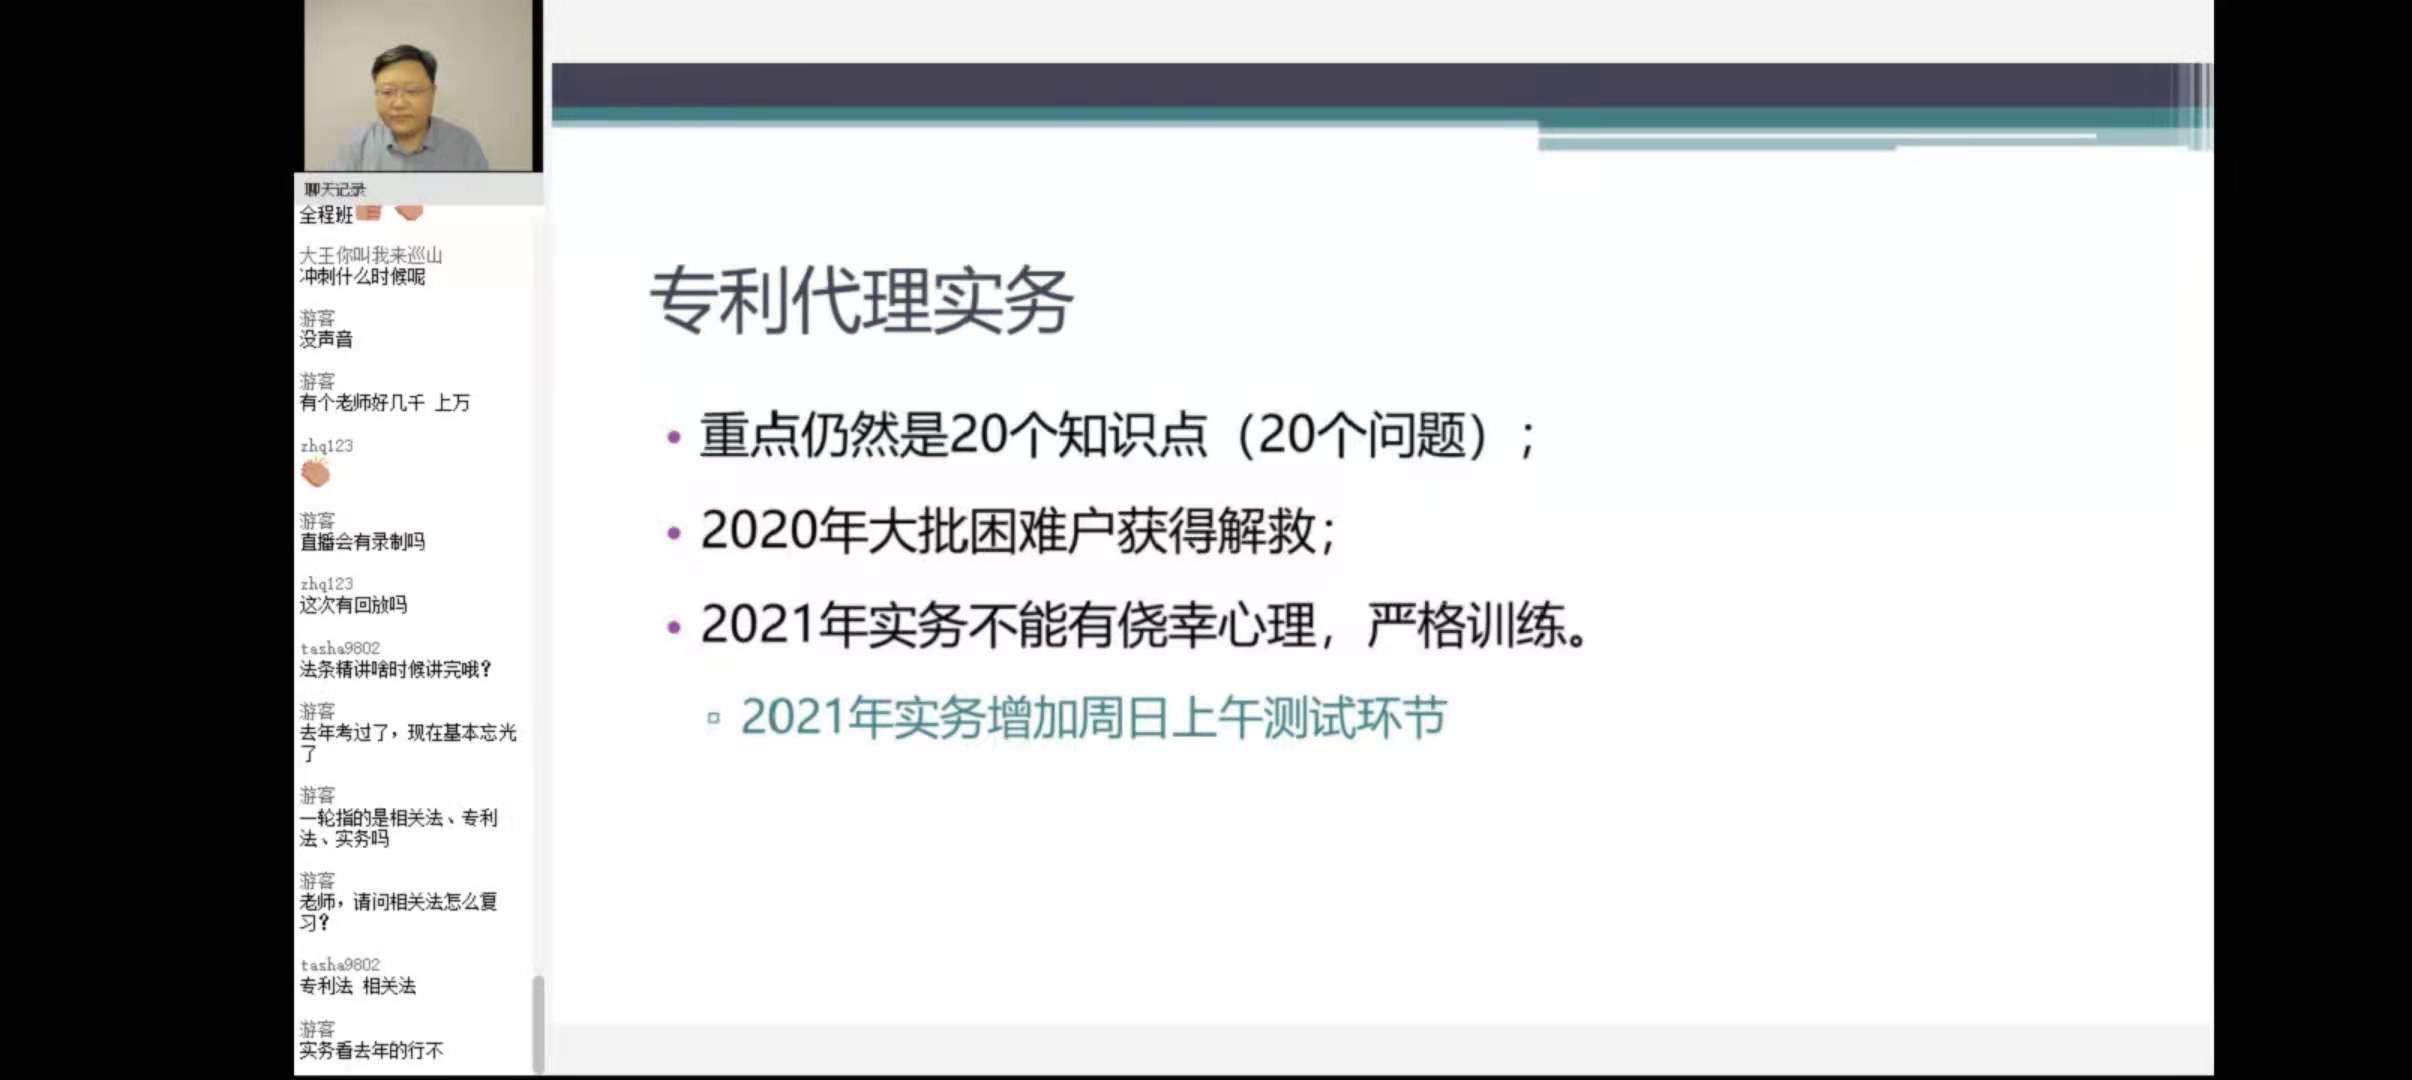 聊天记录
全程班
大王你叫我来巡山
冲刺什么时候呢
游客
没声音
游客
有个老师好几千 上万
zhq123
游客
直播会有录制吗
zhq123
这次有回放吗
tasha9802
法条精讲啥时候讲完哦?
游客
去年考过了，现在基本忘光
了
游客
一轮指的是相关法、专利
法、实务吗
游客
老师，请问相关法怎么复
习?
tasha9802
专利法 相关法
游客
实务看去年的行不
专利代理实务
• 重点仍然是20个知识点（20个问题）；
• 2020年大批困难户获得解救；
• 2021年实务不能有侥幸心理，严格训练。
▫ 2021年实务增加周日上午测试环节